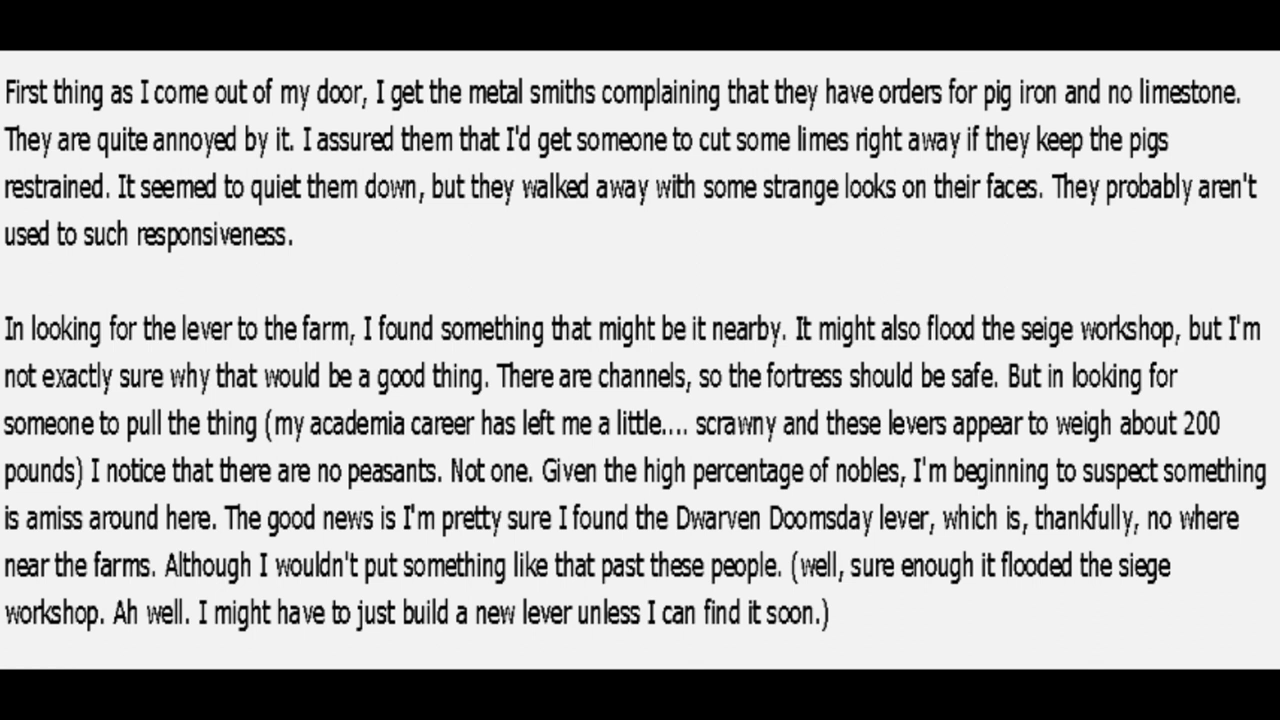 First thing as I come out of my door, I get the metal smiths complaining that they have orders for pig iron and no limestone.
They are quite annoyed by it. I assured them that I'd get someone to cut some limes right away if they keep the pigs
restrained. It seemed to quiet them down, but they walked away with some strange looks on their faces. They probably aren't
used to such responsiveness.
In looking for the lever to the farm, I found something that might be it nearby. It might also flood the seige workshop, but I'm
not exactly sure why that would be a good thing. There are channels, so the fortress should be safe. But in looking for
someone to pull the thing (my academia career has left me a little.... scrawny and these levers appear to weigh about 200
pounds) I notice that there are no peasants. Not one. Given the high percentage of nobles, I'm beginning to suspect something
is amiss around here. The good news is I'm pretty sure I found the Dwarven Doomsday lever, which is, thankfully, no where
near the farms. Although I wouldn't put something like that past these people. (well, sure enough it flooded the siege
workshop. Ah well. I might have to just build a new lever unless I can find it soon.)